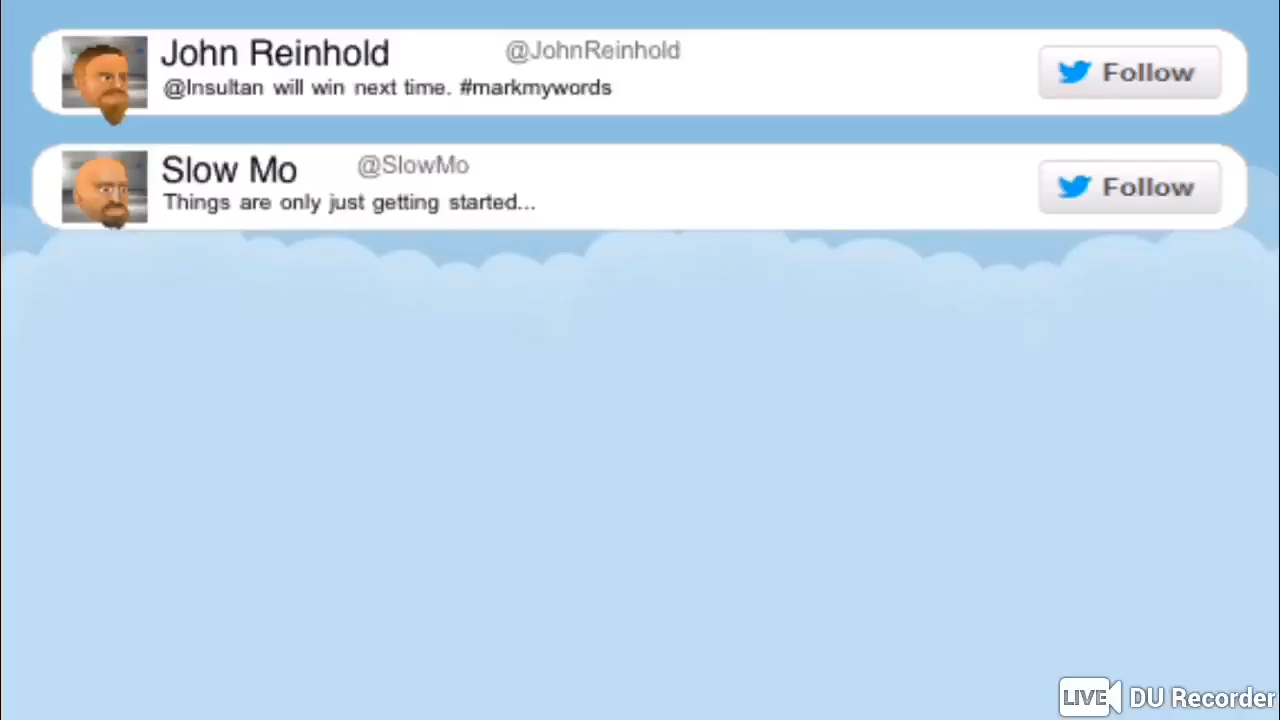 John Reinhold @JohnReinhold
@Insultan will win next time. #markmywords
Follow
Slow Mo @SlowMo
Things are only just getting started...
Follow
LIVE DU Recorder